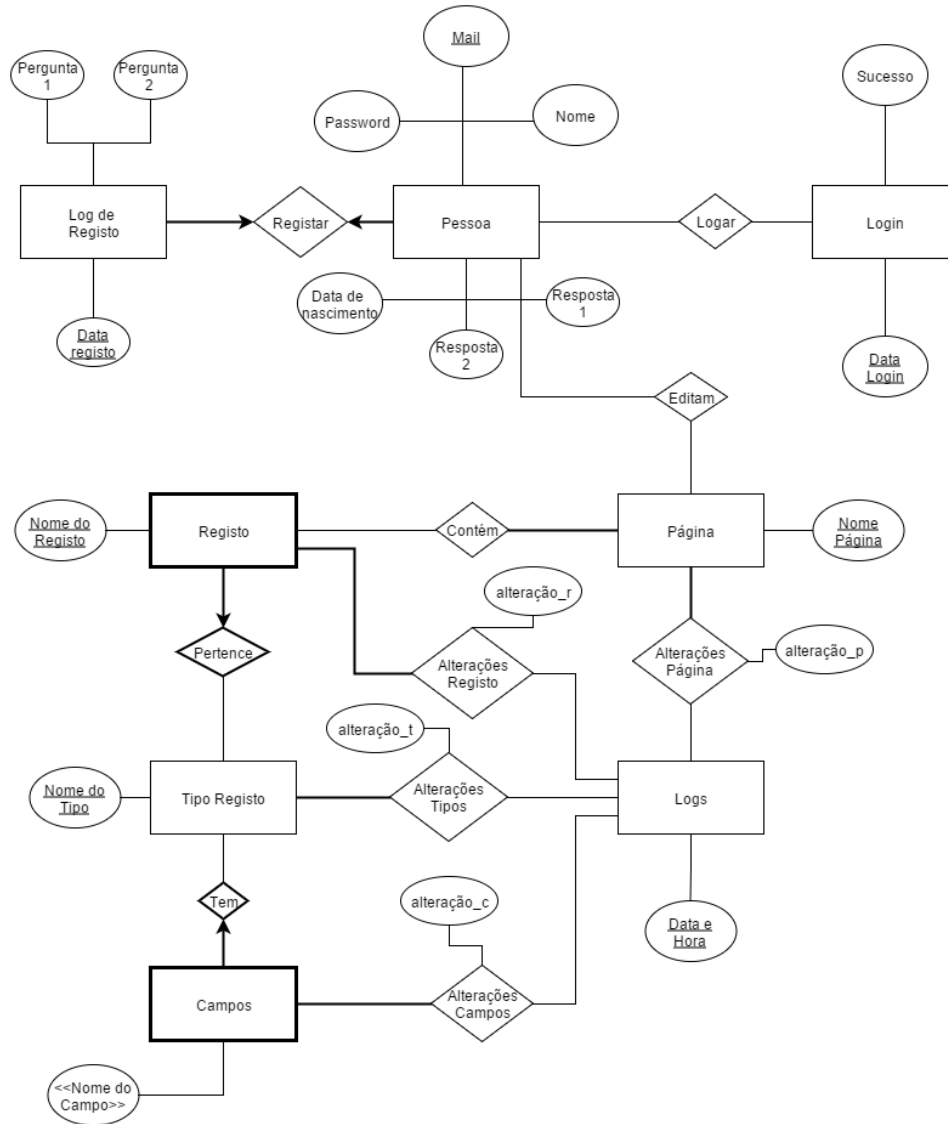 Mail
Pergunta
1
Pergunta
2
Sucesso
Password
Nome
Log de
Registo
Registar
Pessoa
Logar
Login
Data de
nascimento
Resposta
1
Data
registo
Resposta
2
Data
Login
Editam
Nome do
Registo
Registo
Contém
Página
Nome
Página
alteração_r
Pertence
Alterações
Registo
Alterações
Página
alteração_p
alteração_t
Nome do
Tipo
Tipo Registo
Alterações
Tipos
Logs
Tem
alteração_c
Data e
Hora
Campos
Alterações
Campos
<<Nome do
Campo>>